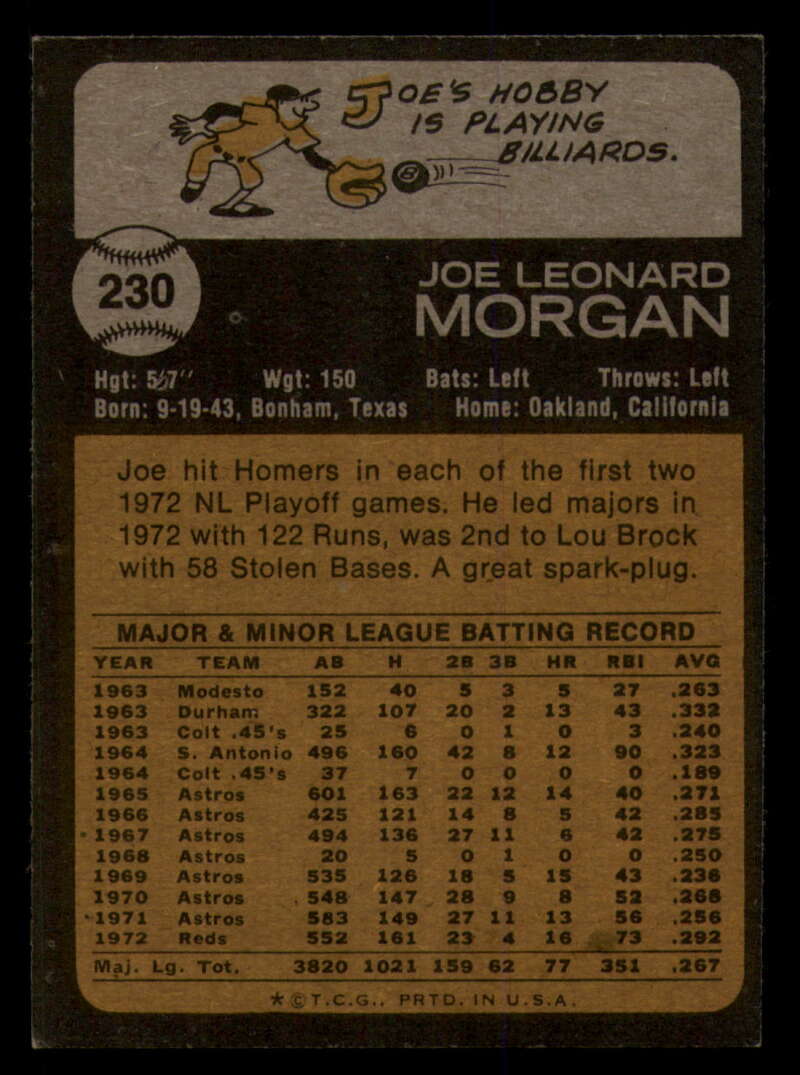 JOE'S HOBBY
IS PLAYING
BILLIARDS.
8
230
JOE LEONARD
MORGAN
Hgt: 5'7" Wgt: 150 Bats: Left Throws: Left
Born: 9-19-43, Bonham, Texas Home: Oakland, California
Joe hit Homers in each of the first two
1972 NL Playoff games. He led majors in
1972 with 122 Runs, was 2nd to Lou Brock
with 58 Stolen Bases. A great spark-plug.
MAJOR & MINOR LEAGUE BATTING RECORD
YEAR TEAM AB H 2B 3B HR RBI AVG
1963 Modesto 152 40 5 3 5 27 .263
1963 Durham 322 107 20 2 13 43 .332
1963 Colt .45's 25 6 0 1 0 3 .240
1964 S. Antonio 496 160 42 8 12 90 .323
1964 Colt .45's 37 7 0 0 0 0 .189
1965 Astros 601 163 22 12 14 40 .271
1966 Astros 425 121 14 8 5 42 .285
1967 Astros 494 136 27 11 6 42 .275
1968 Astros 20 5 0 1 0 0 .250
1969 Astros 535 126 18 5 15 43 .236
1970 Astros 548 147 28 9 8 52 .268
1971 Astros 583 149 27 11 13 56 .256
1972 Reds 552 161 23 4 16 73 .292
Maj. Lg. Tot. 3820 1021 159 62 77 351 .267
★©T.C.G., PRTD. IN U.S.A.